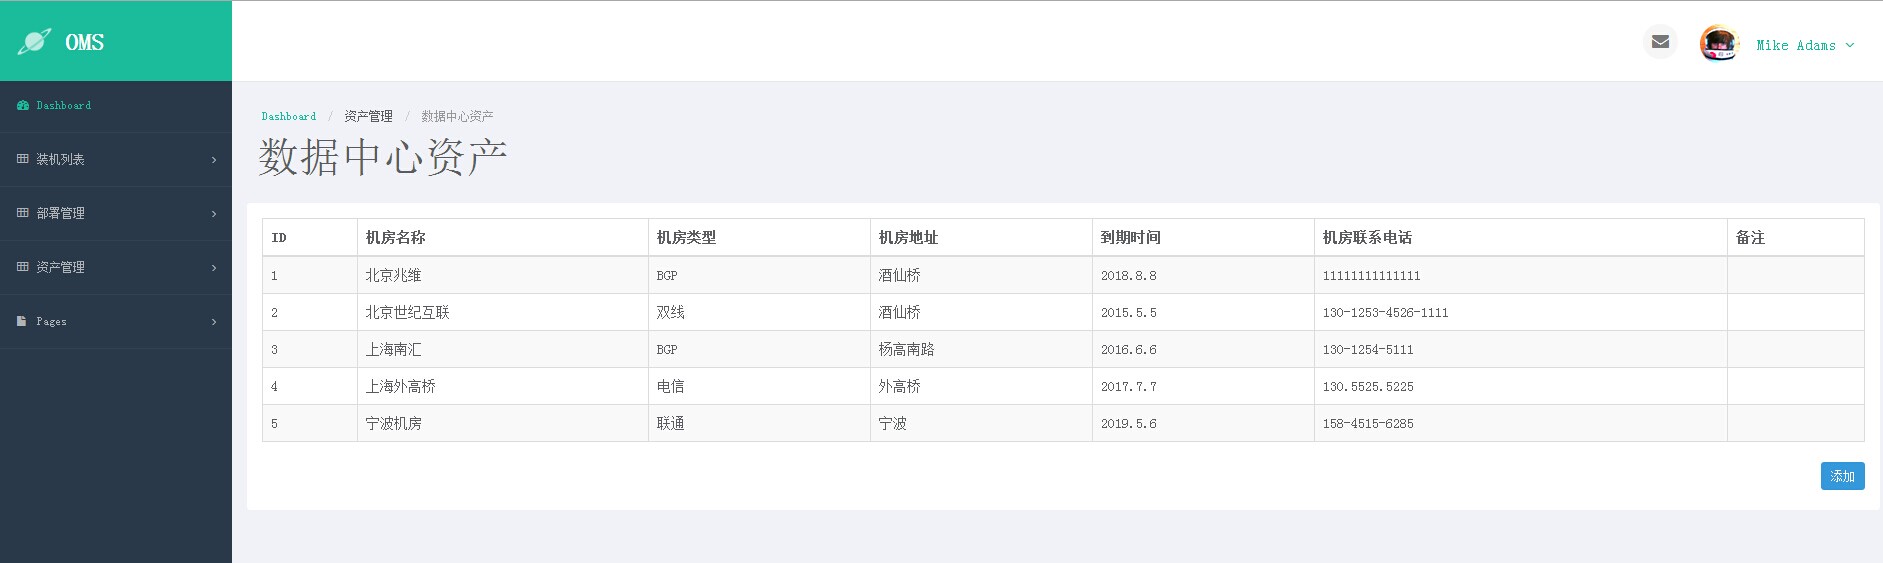 OMS
Mike Adams
Dashboard
装机列表
部署管理
资产管理
Pages
Dashboard / 资产管理 / 数据中心资产
数据中心资产
ID 机房名称 机房类型 机房地址 到期时间 机房联系电话 备注
1 北京兆维 BGP 酒仙桥 2018.8.8 11111111111111
2 北京世纪互联 双线 酒仙桥 2015.5.5 130-1253-4526-1111
3 上海南汇 BGP 杨高南路 2016.6.6 130-1254-5111
4 上海外高桥 电信 外高桥 2017.7.7 130.5525.5225
5 宁波机房 联通 宁波 2019.5.6 158-4515-6285
添加